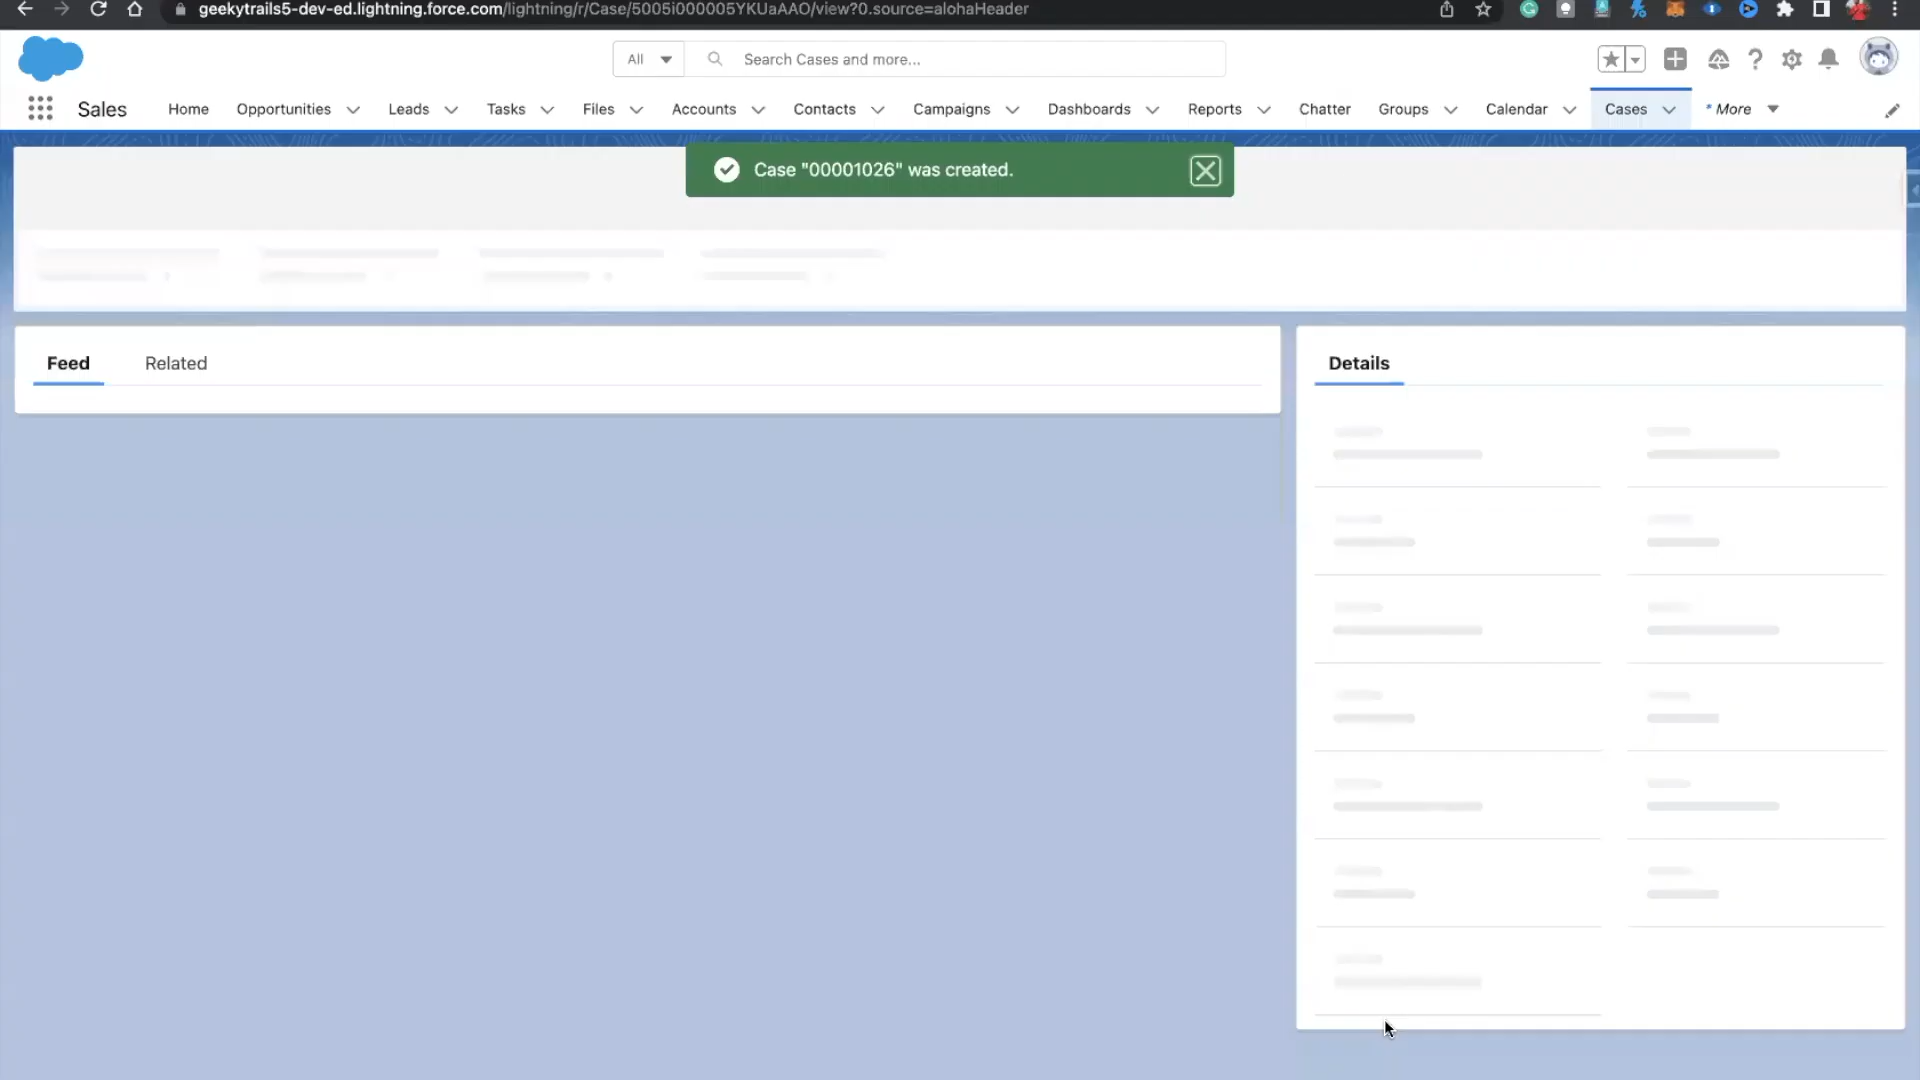 geekytrails5-dev-ed.lightning.force.com/lightning/r/Case/5005i000005YKUaAAO/view?0.source=alohaHeader
All
Search Cases and more...
Sales
Home
Opportunities
Leads
Tasks
Files
Accounts
Contacts
Campaigns
Dashboards
Reports
Chatter
Groups
Calendar
Cases
* More
Case "00001026" was created.
Feed
Related
Details